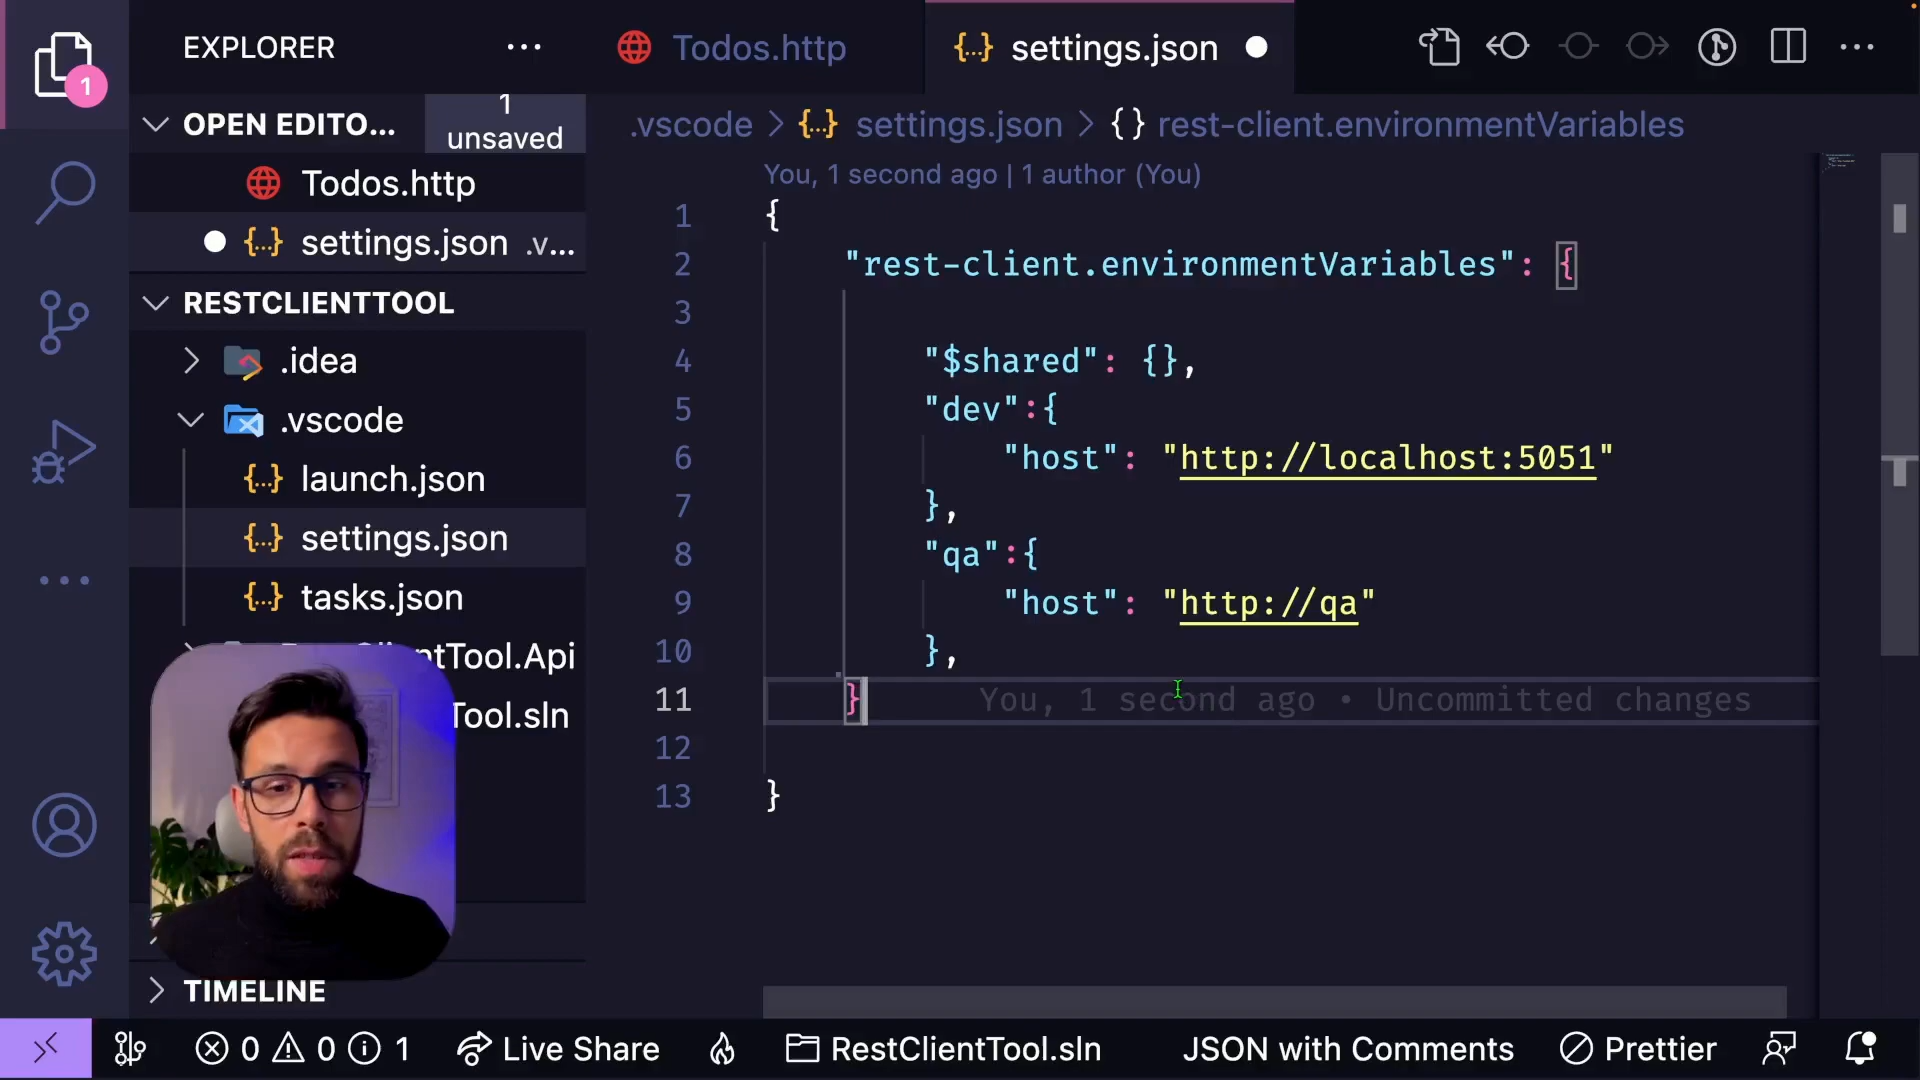 EXPLORER
1
OPEN EDITO...
1
unsaved
Todos.http
settings.json .v...
RESTCLIENTTOOL
.idea
.vscode
launch.json
settings.json
tasks.json
ntTool.Api
Tool.sln
TIMELINE
Todos.http
settings.json
.vscode > {..} settings.json > { } rest-client.environmentVariables
You, 1 second ago | 1 author (You)
1 {
2 "rest-client.environmentVariables": {
3
4 "$shared": {},
5 "dev":{
6 "host": "http://localhost:5051"
7 },
8 "qa":{
9 "host": "http://qa"
10 },
11 } You, 1 second ago • Uncommitted changes
12
13 }
0 0 1 Live Share RestClientTool.sln JSON with Comments Prettier